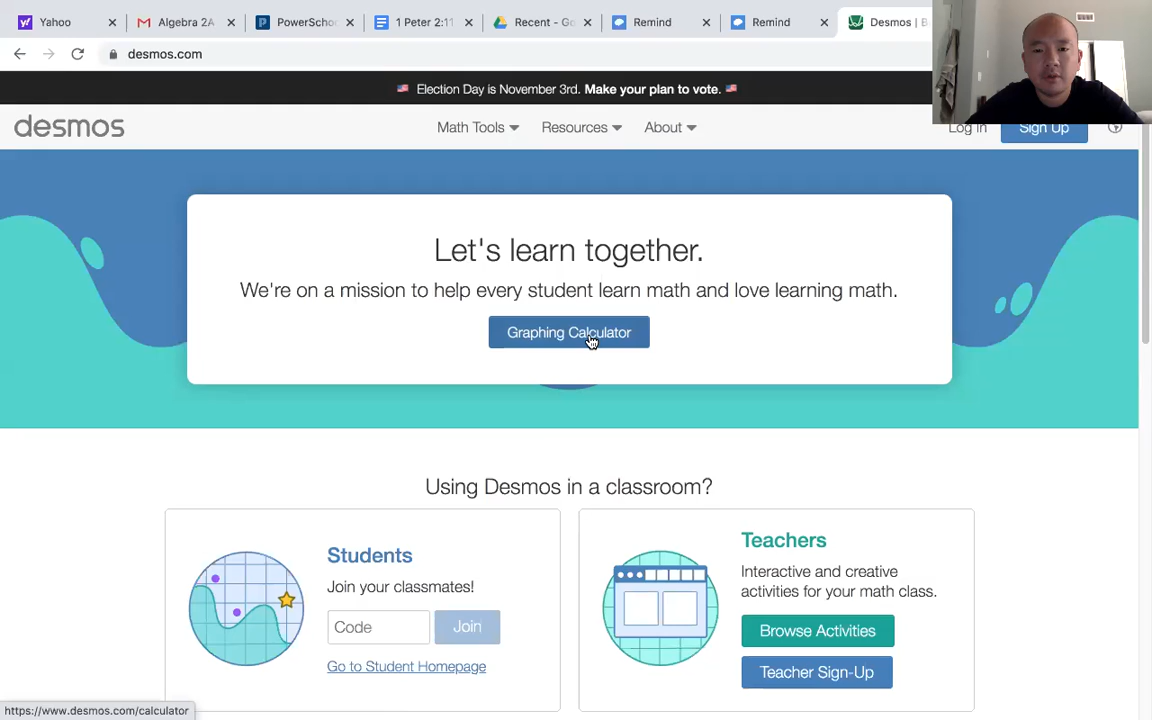 Yahoo
Algebra 2A
PowerSchoo
1 Peter 2:11
Recent - Go
Remind
Remind
Desmos | B
desmos.com
Election Day is November 3rd. Make your plan to vote.
desmos
Math Tools
Resources
About
Log In
Sign Up
Let's learn together.
We're on a mission to help every student learn math and love learning math.
Graphing Calculator
Using Desmos in a classroom?
Students
Join your classmates!
Code
Join
Go to Student Homepage
Teachers
Interactive and creative
activities for your math class.
Browse Activities
Teacher Sign-Up
https://www.desmos.com/calculator